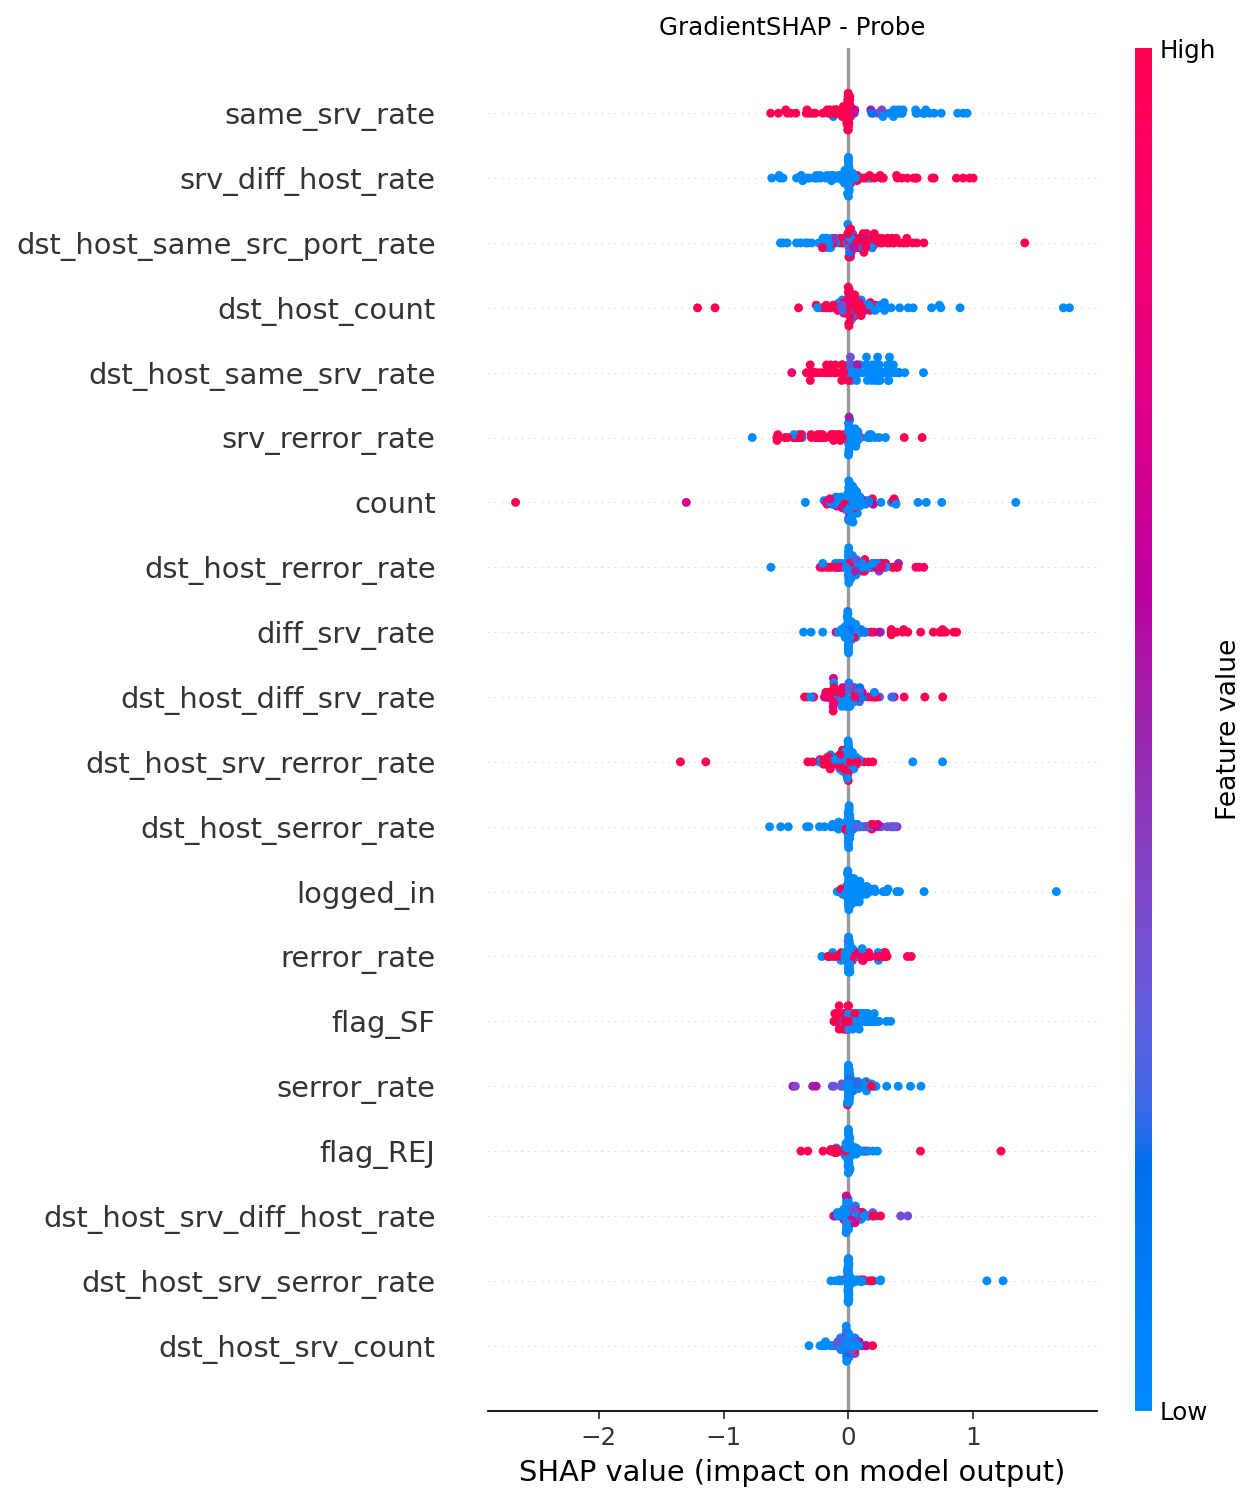 GradientSHAP - Probe
High
same_srv_rate
srv_diff_host_rate
dst_host_same_src_port_rate
dst_host_count
dst_host_same_srv_rate
srv_rerror_rate
count
dst_host_rerror_rate
diff_srv_rate
dst_host_diff_srv_rate
dst_host_srv_rerror_rate
dst_host_serror_rate
logged_in
rerror_rate
flag_SF
serror_rate
flag_REJ
dst_host_srv_diff_host_rate
dst_host_srv_serror_rate
dst_host_srv_count
Feature value
Low
−2 −1 0 1
SHAP value (impact on model output)